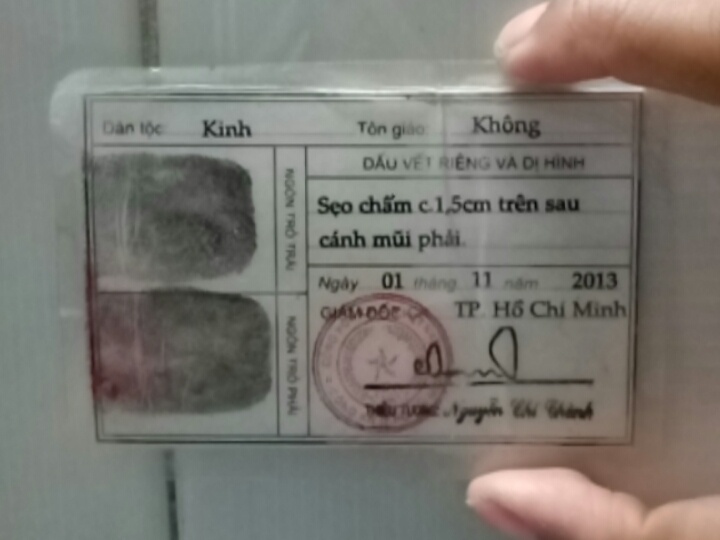 Dân tộc: Kinh Tôn giáo: Không
NGÓN TRỎ TRÁI
DẤU VẾT RIÊNG VÀ DỊ HÌNH
Sẹo chấm c.1,5cm trên sau
cánh mũi phải.
Ngày 01 tháng 11 năm 2013
NGÓN TRỎ PHẢI
GIÁM ĐỐC CA TP. Hồ Chí Minh
THIẾU TƯỚNG Nguyễn Chí Thành